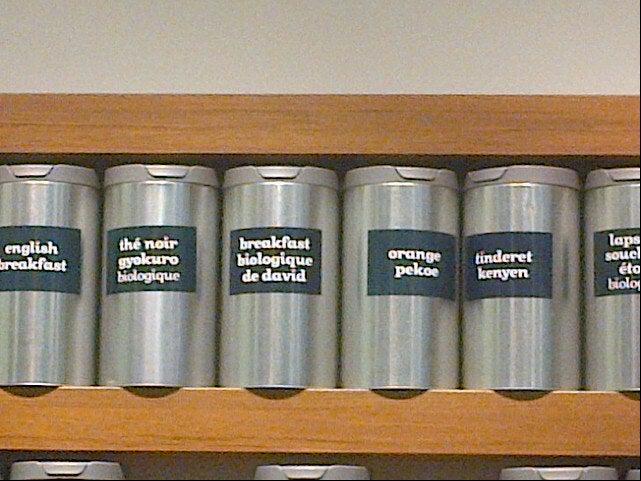 english
breakfast
thé noir
gyokuro
biologique
breakfast
biologique
de david
orange
pekoe
tinderet
kenyen